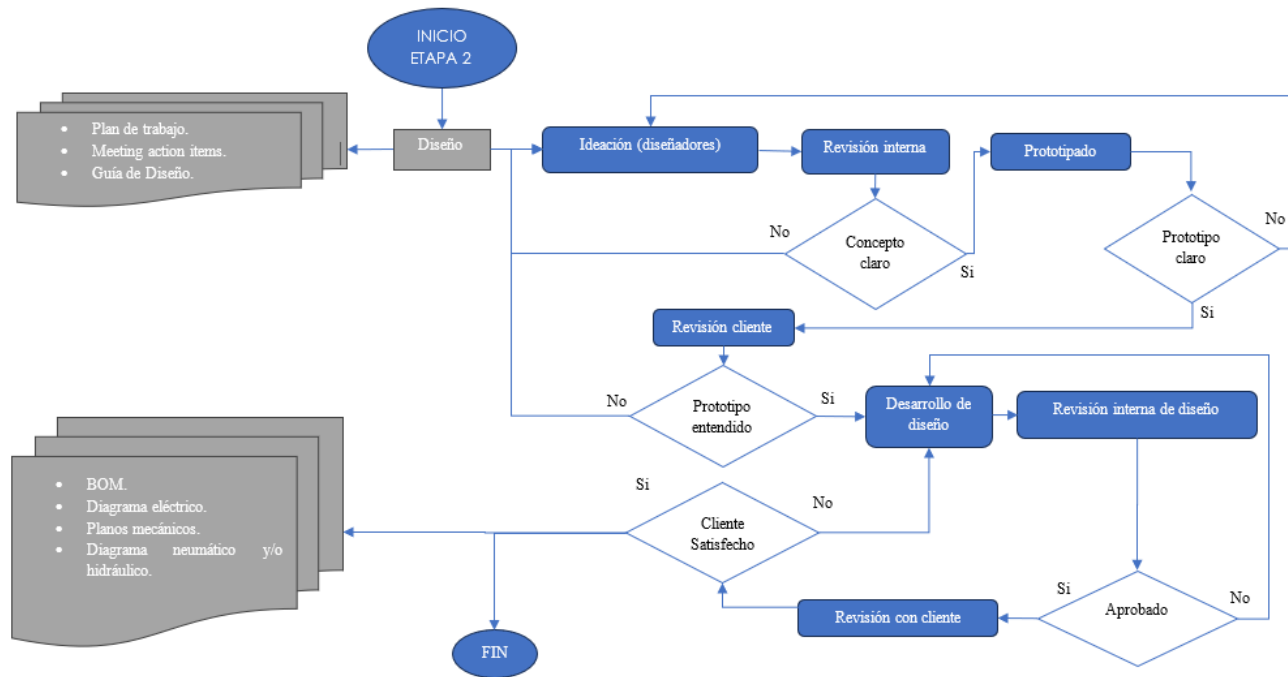 INICIO
ETAPA 2
• Plan de trabajo.
• Meeting action items.
• Guía de Diseño.
Diseño
Ideación (diseñadores)
Revisión interna
Prototipado
No
Concepto
claro
Si
Prototipo
claro
No
Si
Revisión cliente
No
Prototipo
entendido
Si
Desarrollo de
diseño
Revisión interna de diseño
• BOM.
• Diagrama eléctrico.
• Planos mecánicos.
• Diagrama neumático y/o
hidráulico.
Si
Cliente
Satisfecho
No
Revisión con cliente
Si
Aprobado
No
FIN